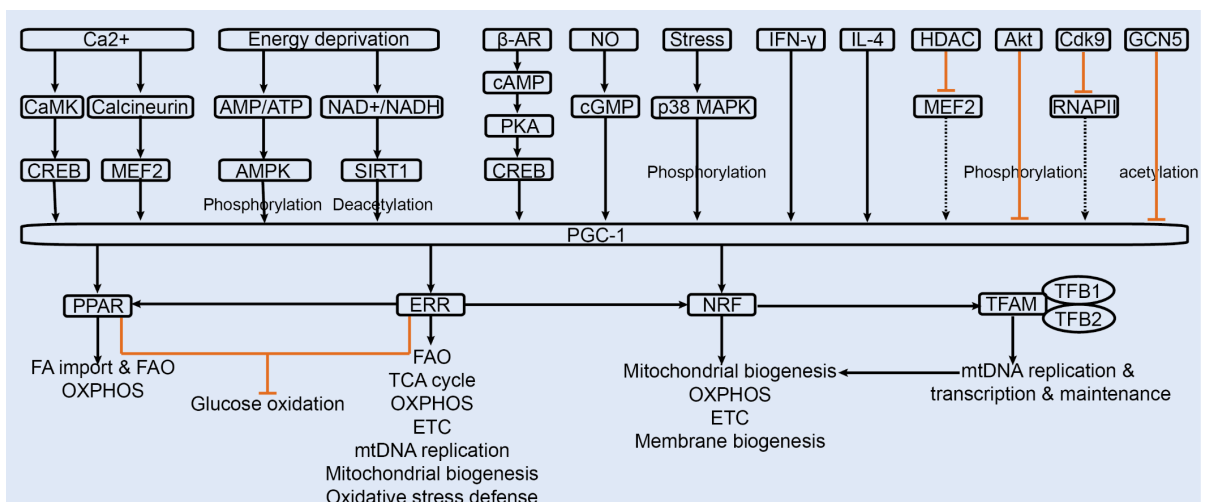 Ca2+ Energy deprivation β-AR NO Stress IFN-γ IL-4 HDAC Akt Cdk9 GCN5
cAMP
CaMK Calcineurin AMP/ATP NAD+/NADH cGMP p38 MAPK MEF2 RNAPII
PKA
CREB MEF2 AMPK SIRT1 CREB Phosphorylation Phosphorylation acetylation
Phosphorylation Deacetylation
PGC-1
PPAR ERR NRF TFAM TFB1
TFB2
FA import & FAO
OXPHOS
Glucose oxidation
FAO
TCA cycle
OXPHOS
ETC
mtDNA replication
Mitochondrial biogenesis
Oxidative stress defense
Mitochondrial biogenesis
OXPHOS
ETC
Membrane biogenesis
mtDNA replication &
transcription & maintenance